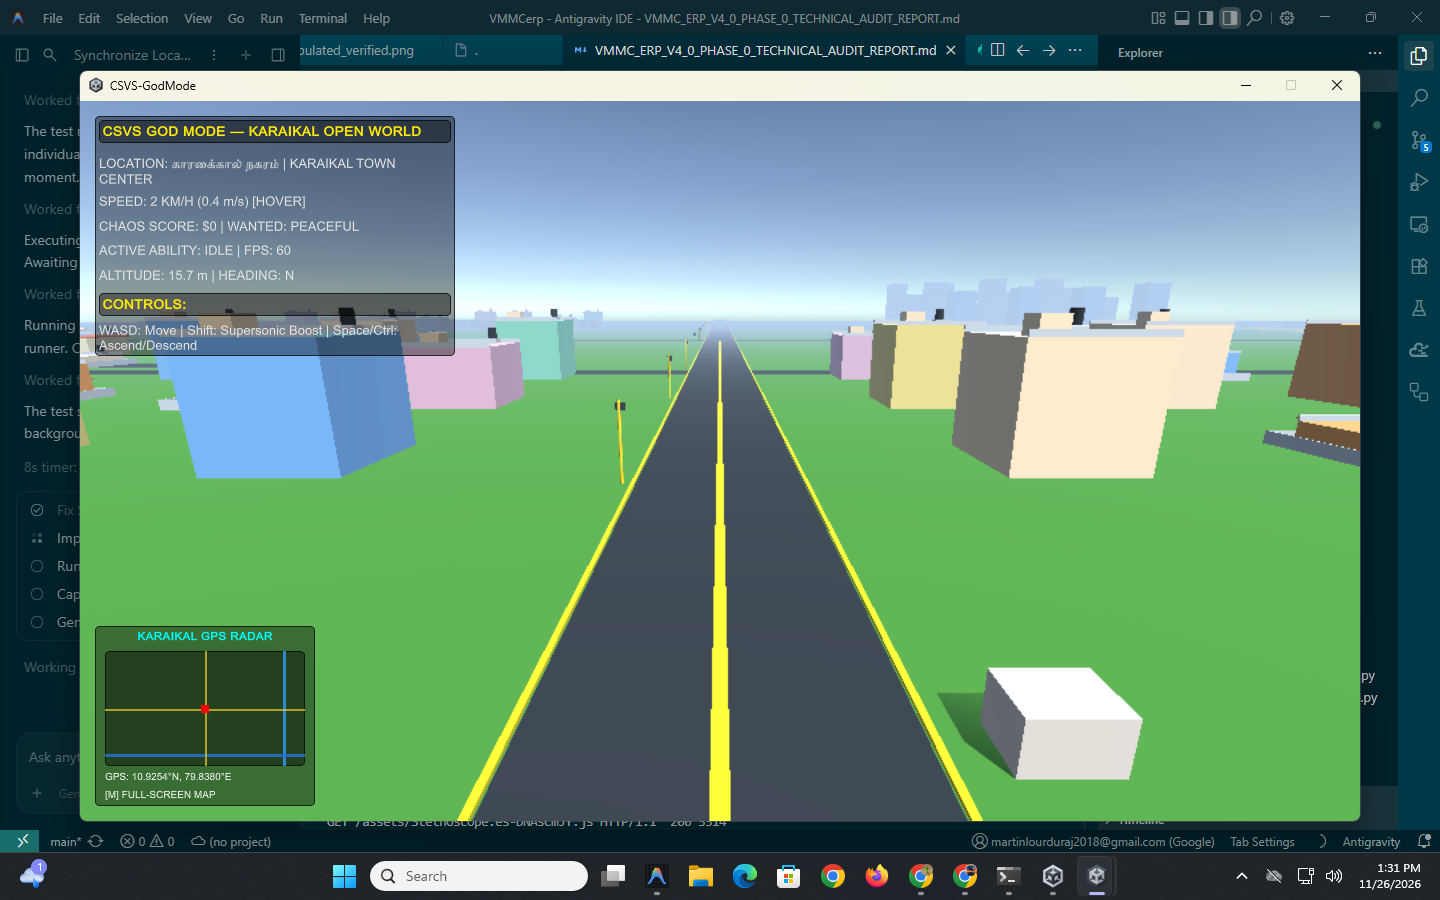 File Edit Selection View Go Run Terminal Help
VMMCerp - Antigravity IDE - VMMC_ERP_V4_0_PHASE_0_TECHNICAL_AUDIT_REPORT.md
Synchronize Loca...
pulated_verified.png
.
VMMC_ERP_V4_0_PHASE_0_TECHNICAL_AUDIT_REPORT.md
Explorer
CSVS-GodMode
CSVS GOD MODE — KARAIKAL OPEN WORLD
LOCATION: காரைக்கால் நகரம் | KARAIKAL TOWN
CENTER
SPEED: 2 KM/H (0.4 m/s) [HOVER]
CHAOS SCORE: $0 | WANTED: PEACEFUL
ACTIVE ABILITY: IDLE | FPS: 60
ALTITUDE: 15.7 m | HEADING: N
CONTROLS:
WASD: Move | Shift: Supersonic Boost | Space/Ctrl:
Ascend/Descend
KARAIKAL GPS RADAR
GPS: 10.9254°N, 79.8380°E
[M] FULL-SCREEN MAP
Worked
The test
individua
moment.
Worked
Executing
Awaiting
Worked
Running
runner.
Worked
The test
backgrou
8s timer:
Fix
Imp
Run
Cap
Gen
Working
Ask anyt
Gem
5
.py
.py
main*
0
0
(no project)
martinlourduraj2018@gmail.com (Google)
Tab Settings
Antigravity
1
Search
1:31 PM
11/26/2026